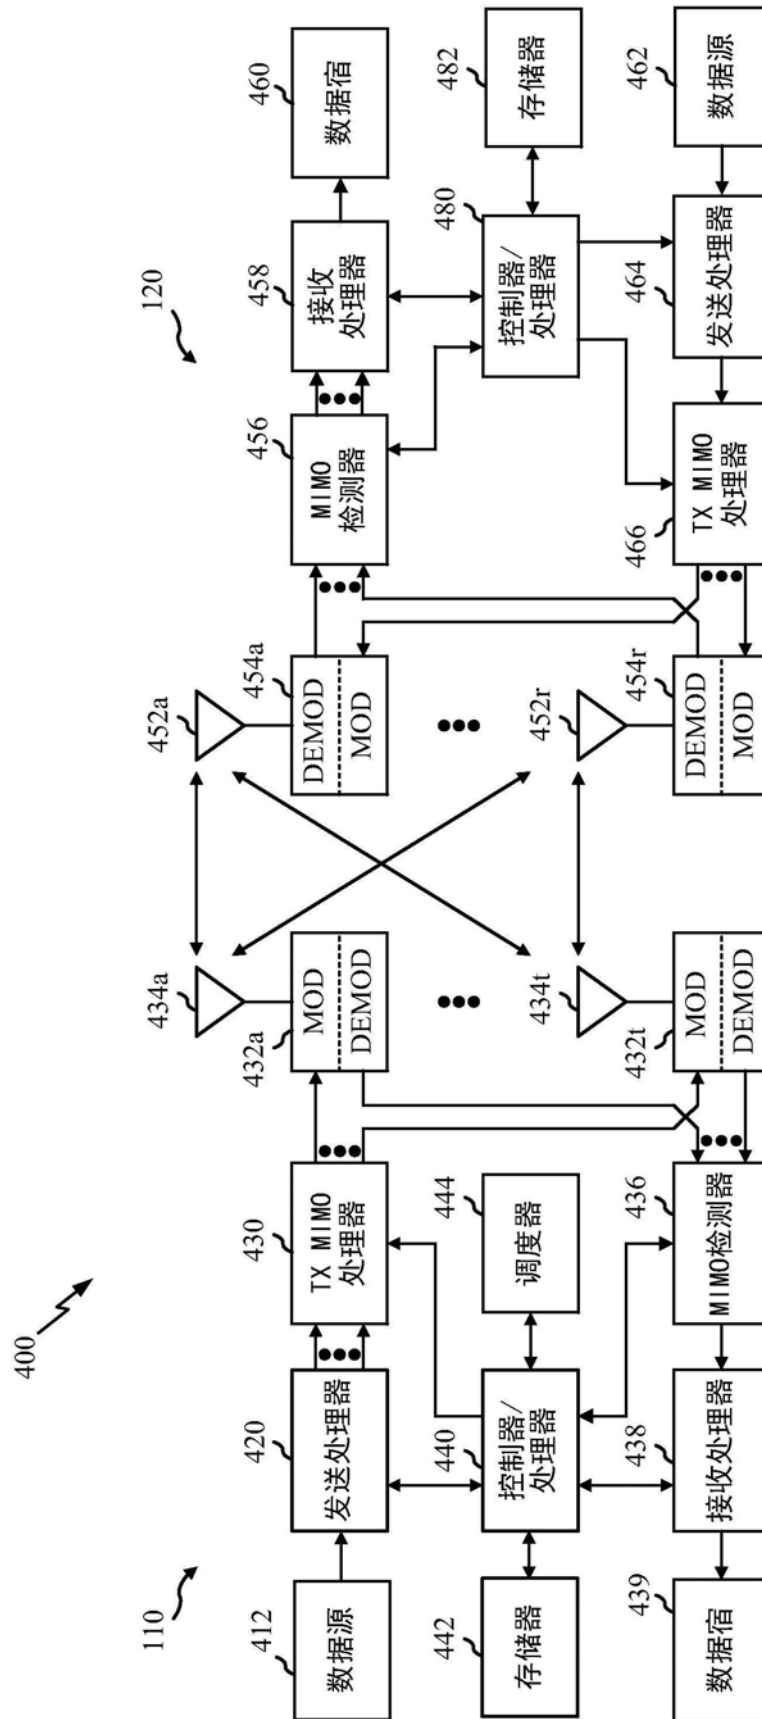 400
110
120
412
数据源
420
发送处理器
430
TX MIMO
处理器
432a
MOD
DEMOD
434a
452a
454a
DEMOD
MOD
456
MIMO
检测器
458
接收
处理器
460
数据宿
442
存储器
440
控制器/
处理器
444
调度器
480
控制器/
处理器
482
存储器
439
数据宿
438
接收处理器
436
MIMO检测器
432t
MOD
DEMOD
434t
452r
454r
DEMOD
MOD
466
TX MIMO
处理器
464
发送处理器
462
数据源